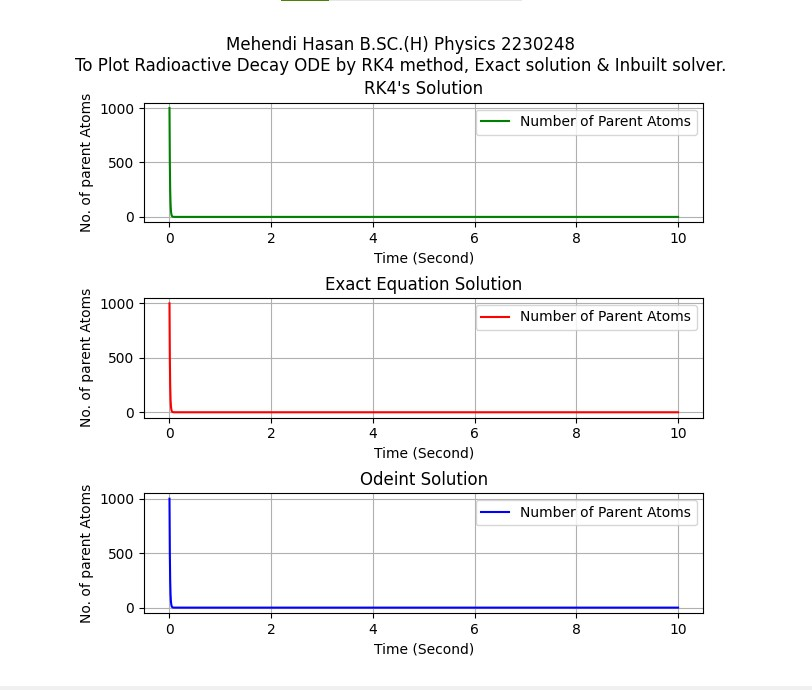 Mehendi Hasan B.SC.(H) Physics 2230248
To Plot Radioactive Decay ODE by RK4 method, Exact solution & Inbuilt solver.
RK4's Solution
No. of parent Atoms
1000
500
0
Number of Parent Atoms
0 2 4 6 8 10
Time (Second)
Exact Equation Solution
No. of parent Atoms
1000
500
0
Number of Parent Atoms
0 2 4 6 8 10
Time (Second)
Odeint Solution
No. of parent Atoms
1000
500
0
Number of Parent Atoms
0 2 4 6 8 10
Time (Second)